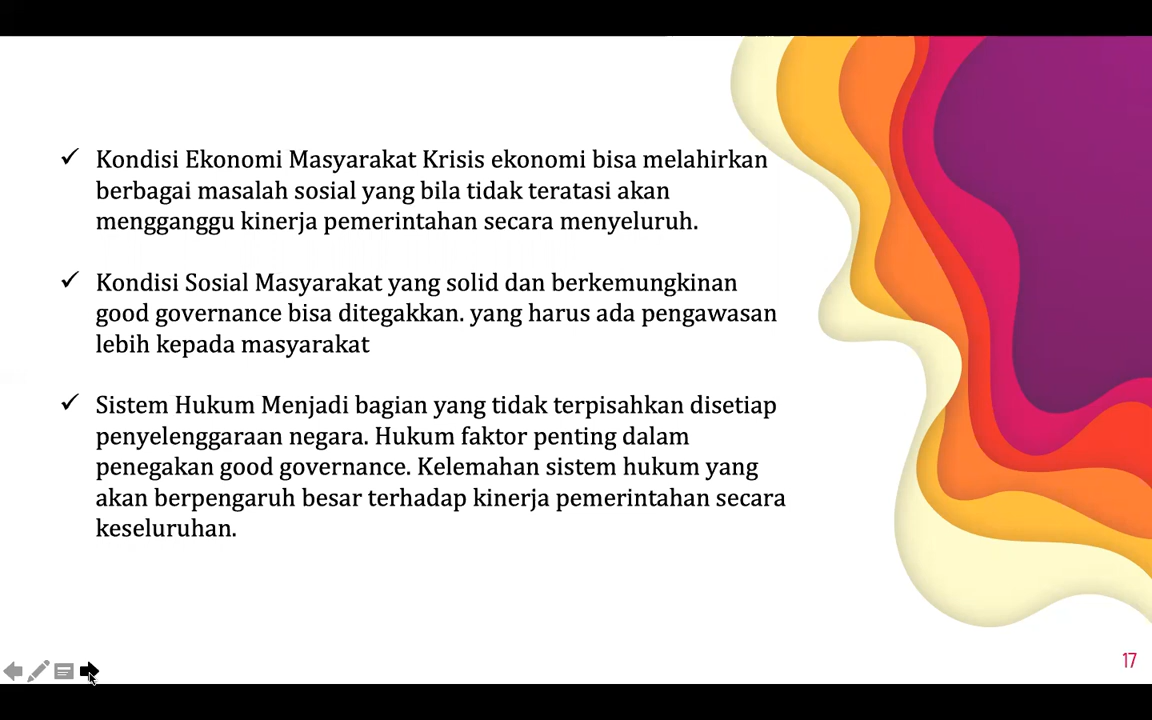 ✓ Kondisi Ekonomi Masyarakat Krisis ekonomi bisa melahirkan
berbagai masalah sosial yang bila tidak teratasi akan
mengganggu kinerja pemerintahan secara menyeluruh.
✓ Kondisi Sosial Masyarakat yang solid dan berkemungkinan
good governance bisa ditegakkan. yang harus ada pengawasan
lebih kepada masyarakat
✓ Sistem Hukum Menjadi bagian yang tidak terpisahkan disetiap
penyelenggaraan negara. Hukum faktor penting dalam
penegakan good governance. Kelemahan sistem hukum yang
akan berpengaruh besar terhadap kinerja pemerintahan secara
keseluruhan.
17